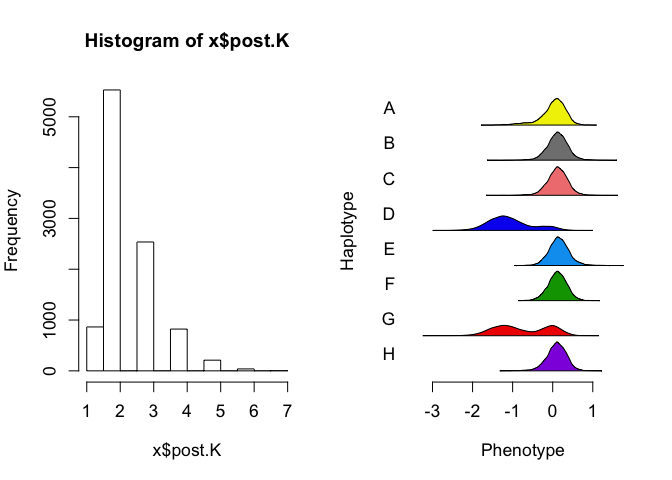 Histogram of x$post.K
Frequency
0
1000
3000
5000
1 2 3 4 5 6 7
x$post.K
Haplotype
A
B
C
D
E
F
G
H
-3 -2 -1 0 1
Phenotype